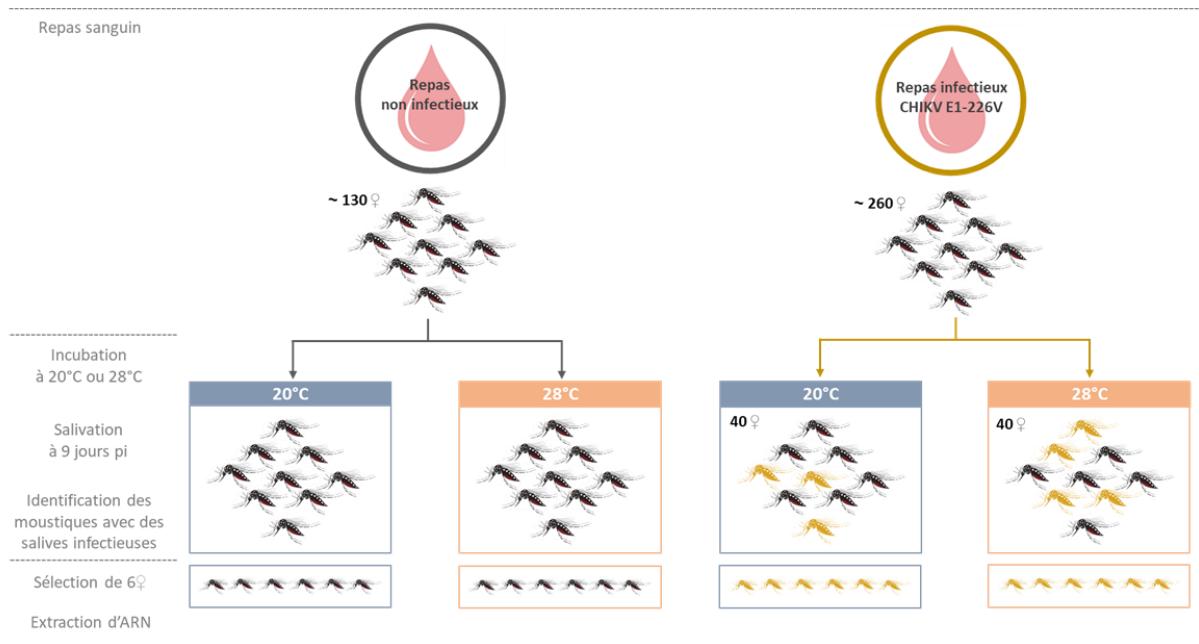 Repas sanguin
Repas
non infectieux
Repas infectieux
CHIKV E1-226V
~ 130 ♀
~ 260 ♀
Incubation
à 20°C ou 28°C
20°C
28°C
20°C
28°C
Salivation
à 9 jours pi
40 ♀
40 ♀
Identification des
moustiques avec des
salives infectieuses
Sélection de 6♀
Extraction d'ARN